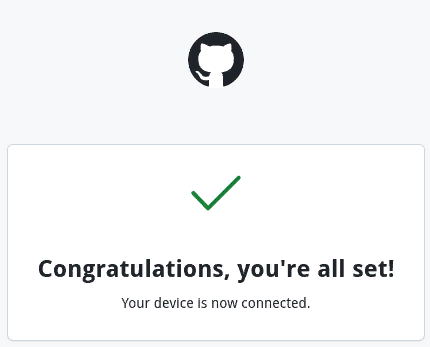 Congratulations, you're all set!
Your device is now connected.